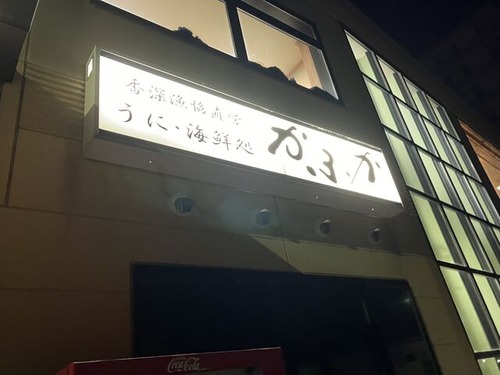 香深漁協直営
うに、海鮮処
かふか
Coca-Cola